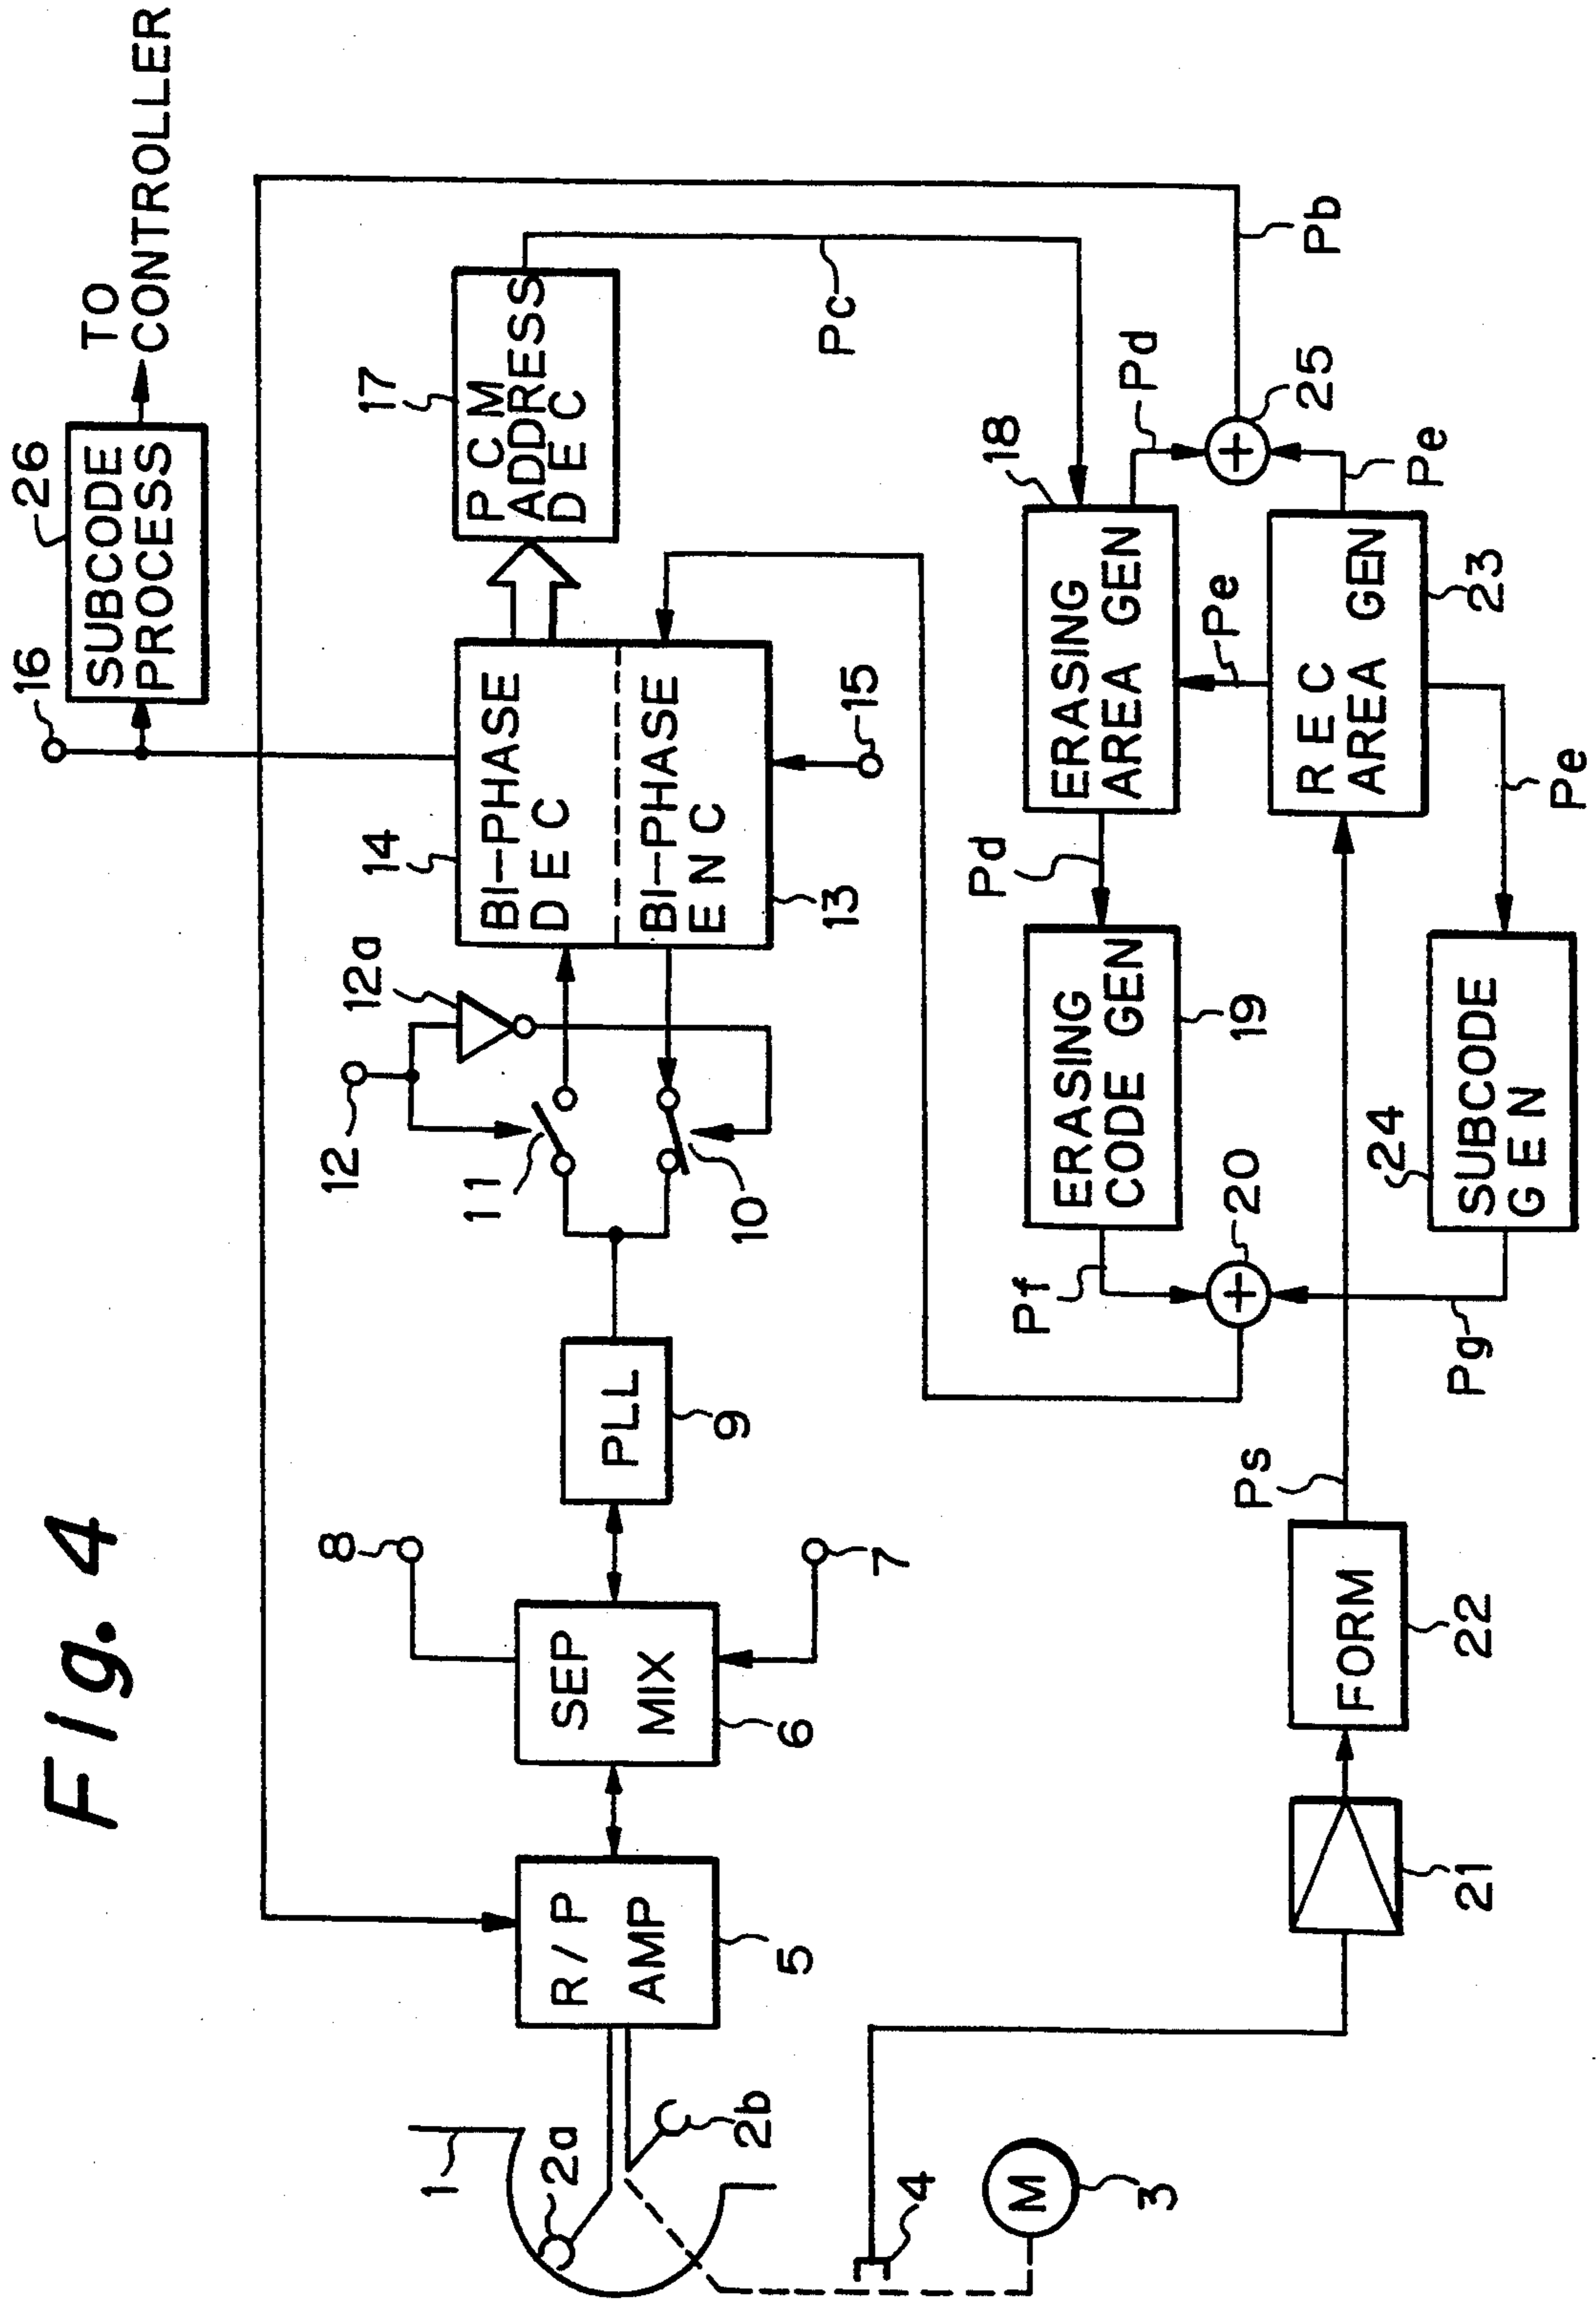 Fig. 4
16
26
SUBCODE
PROCESS
TO
CONTROLLER
8
12
12a
14
17
PCM
ADDRESS
DEC
11
BI-PHASE
DEC
BI-PHASE
ENC
1
2a
R/P
AMP
SEP
MIX
PLL
2b
5
6
7
9
10
13
15
Pc
4
M
3
Pd
18
Pd
Pb
ERASING
CODE GEN
ERASING
AREA GEN
Pf
19
Pe
25
20
Ps
REC
AREA GEN
Pe
FORM
24
23
Pg
SUBCODE
GEN
21
22
Pe